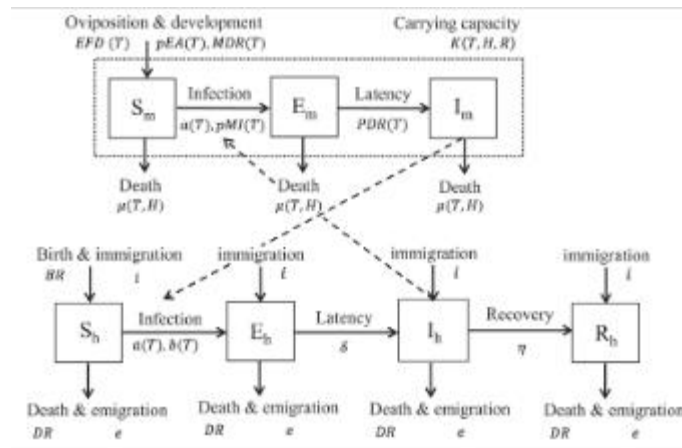 Oviposition & development
EFD (T) pEA(T), MDR(T)
Carrying capacity
K(T, H, R)
S_m
Infection
a(T), pMI(T)
E_m
Latency
PDR(T)
I_m
Death
μ(T, H)
Death
μ(T, H)
Death
μ(T, H)
Birth & immigration
BR i
immigration
i
immigration
i
immigration
i
S_h
Infection
a(T), b(T)
E_h
Latency
δ
I_h
Recovery
η
R_h
Death & emigration
DR e
Death & emigration
DR e
Death & emigration
DR e
Death & emigration
DR e